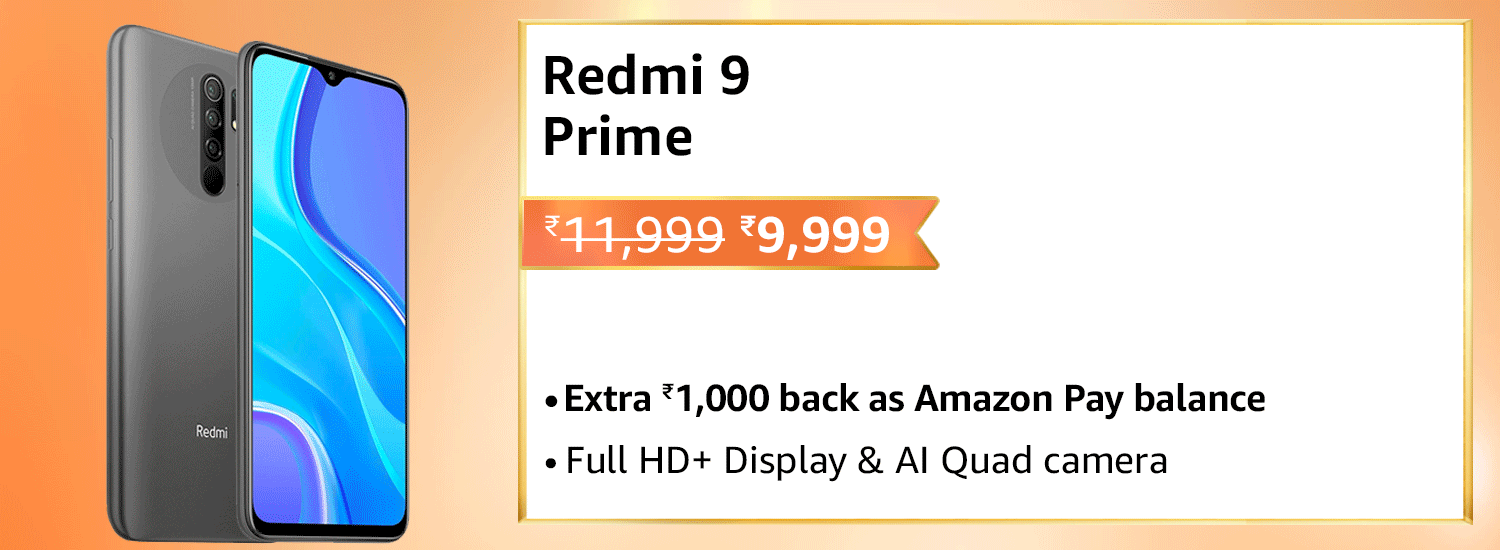 Redmi 9
Prime
₹11,999 ₹9,999
• Extra ₹1,000 back as Amazon Pay balance
• Full HD+ Display & AI Quad camera
Redmi